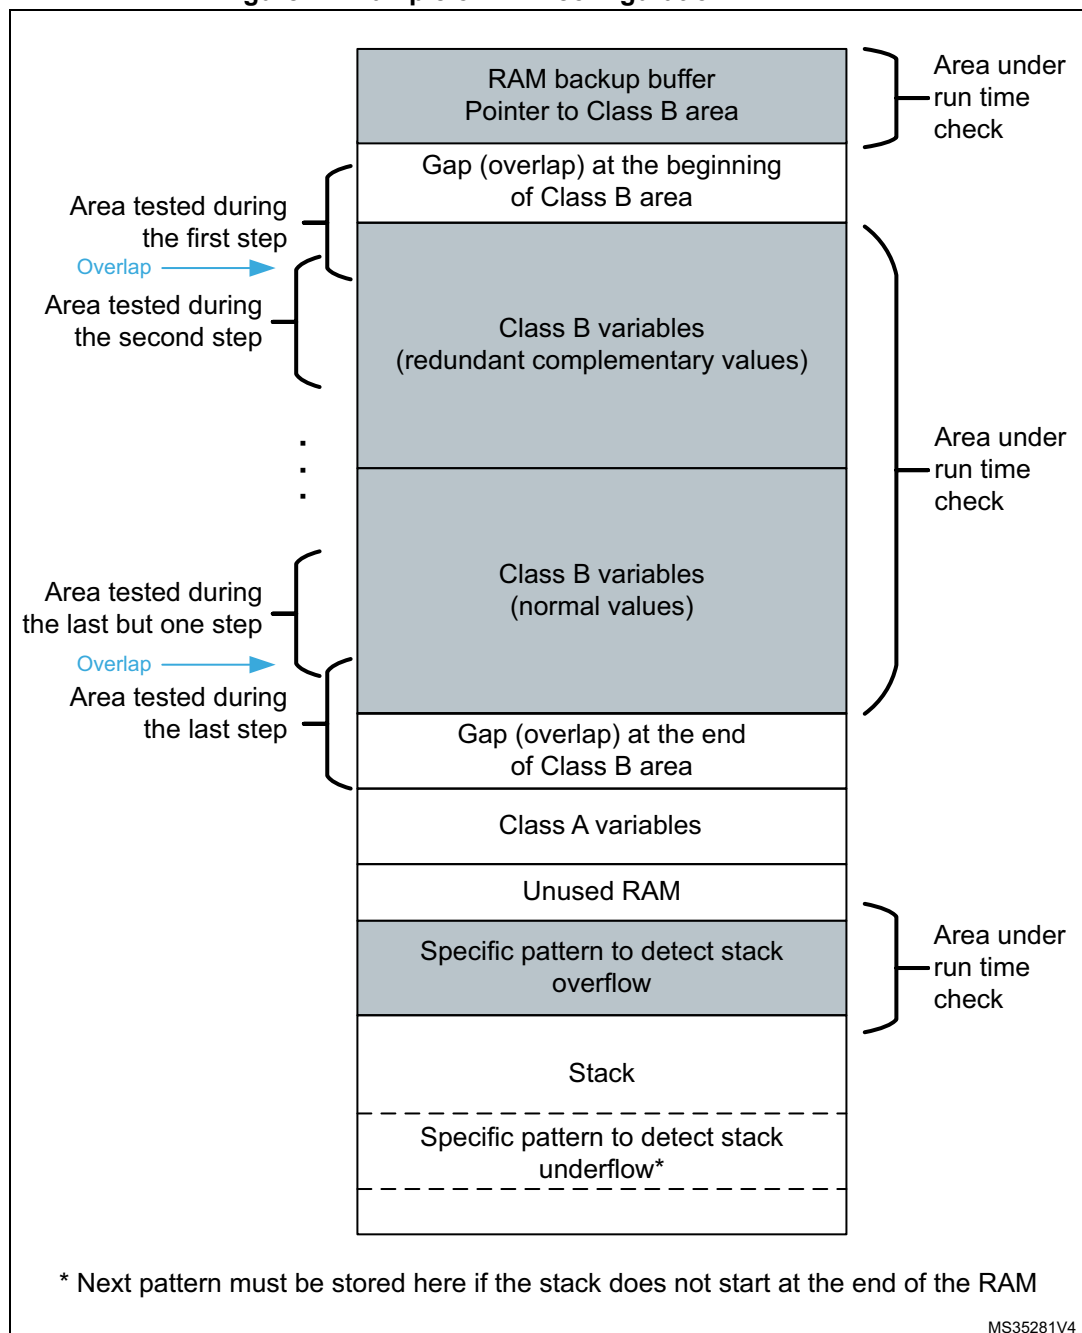 RAM backup buffer
Pointer to Class B area
Area under
run time
check
Gap (overlap) at the beginning
of Class B area
Area tested during
the first step
Overlap
Area tested during
the second step
Class B variables
(redundant complementary values)
.
.
.
Area under
run time
check
Class B variables
(normal values)
Area tested during
the last but one step
Overlap
Area tested during
the last step
Gap (overlap) at the end
of Class B area
Class A variables
Unused RAM
Specific pattern to detect stack
overflow
Area under
run time
check
Stack
Specific pattern to detect stack
underflow*
* Next pattern must be stored here if the stack does not start at the end of the RAM
MS35281V4